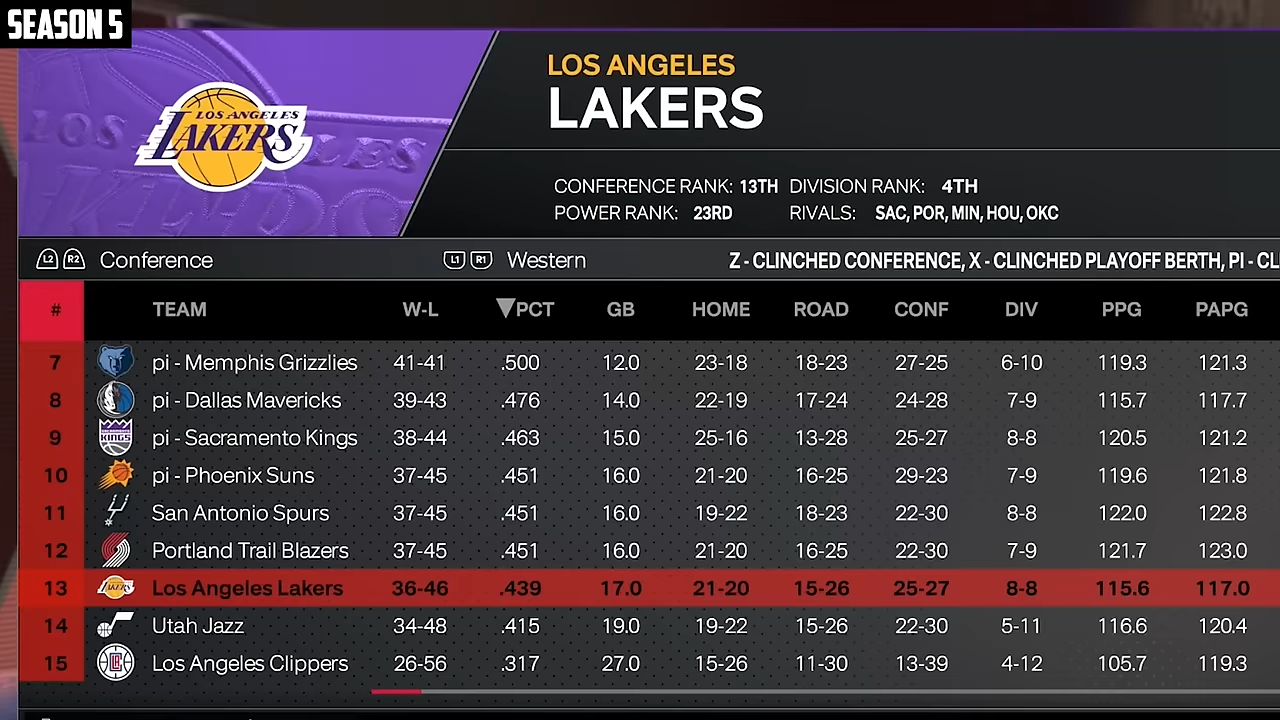 SEASON 5
LOS ANGELES
LAKERS
LOS ANGELES
LAKERS
CONFERENCE RANK: 13TH DIVISION RANK: 4TH
POWER RANK: 23RD RIVALS: SAC, POR, MIN, HOU, OKC
L2 R2 Conference L1 R1 Western Z - CLINCHED CONFERENCE, X - CLINCHED PLAYOFF BERTH, PI - CL
# TEAM W-L ▼PCT GB HOME ROAD CONF DIV PPG PAPG
7 pi - Memphis Grizzlies 41-41 .500 12.0 23-18 18-23 27-25 6-10 119.3 121.3
8 pi - Dallas Mavericks 39-43 .476 14.0 22-19 17-24 24-28 7-9 115.7 117.7
9 pi - Sacramento Kings 38-44 .463 15.0 25-16 13-28 25-27 8-8 120.5 121.2
10 pi - Phoenix Suns 37-45 .451 16.0 21-20 16-25 29-23 7-9 119.6 121.8
11 San Antonio Spurs 37-45 .451 16.0 19-22 18-23 22-30 8-8 122.0 122.8
12 Portland Trail Blazers 37-45 .451 16.0 21-20 16-25 22-30 7-9 121.7 123.0
13 Los Angeles Lakers 36-46 .439 17.0 21-20 15-26 25-27 8-8 115.6 117.0
14 Utah Jazz 34-48 .415 19.0 19-22 15-26 22-30 5-11 116.6 120.4
15 Los Angeles Clippers 26-56 .317 27.0 15-26 11-30 13-39 4-12 105.7 119.3